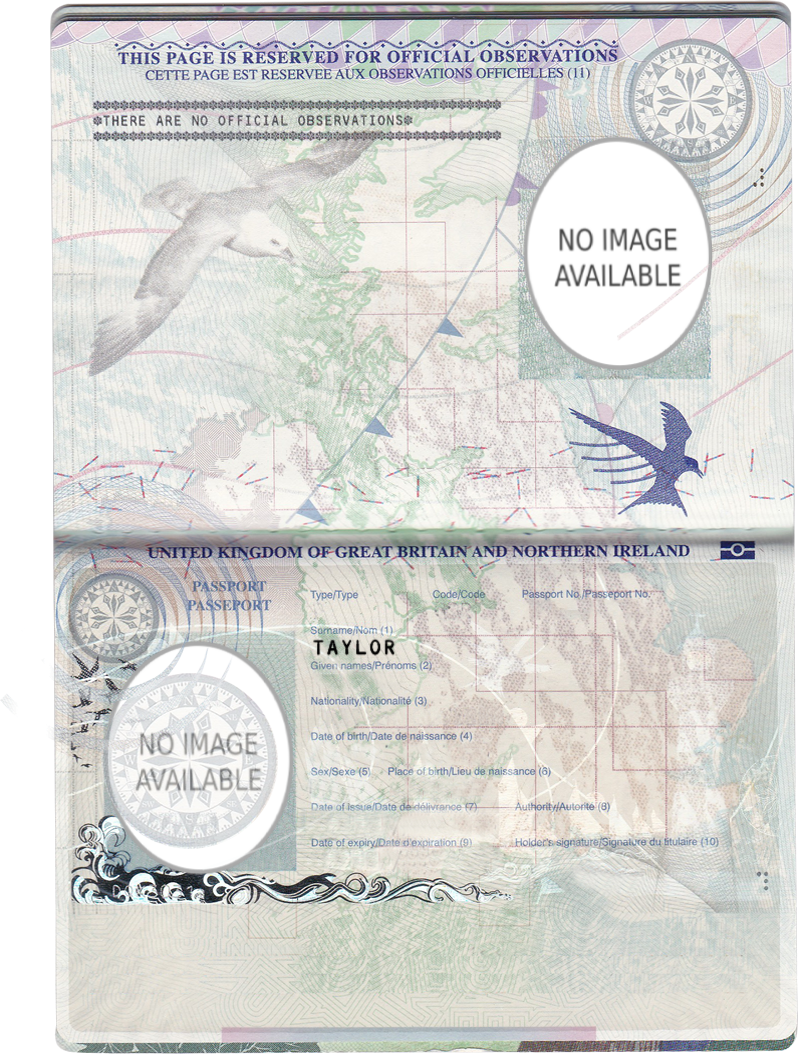 THIS PAGE IS RESERVED FOR OFFICIAL OBSERVATIONS
CETTE PAGE EST RESERVEE AUX OBSERVATIONS OFFICIELLES (11)
*THERE ARE NO OFFICIAL OBSERVATIONS*
NO IMAGE
AVAILABLE
UNITED KINGDOM OF GREAT BRITAIN AND NORTHERN IRELAND
PASSPORT
PASSEPORT
Type/Type Code/Code Passport No./Passeport No.
Surname/Nom (1)
TAYLOR
Given names/Prénoms (2)
Nationality/Nationalité (3)
Date of birth/Date de naissance (4)
Sex/Sexe (5) Place of birth/Lieu de naissance (6)
Date of issue/Date de délivrance (7) Authority/Autorité (8)
Date of expiry/Date d'expiration (9) Holder's signature/Signature du titulaire (10)
NO IMAGE
AVAILABLE